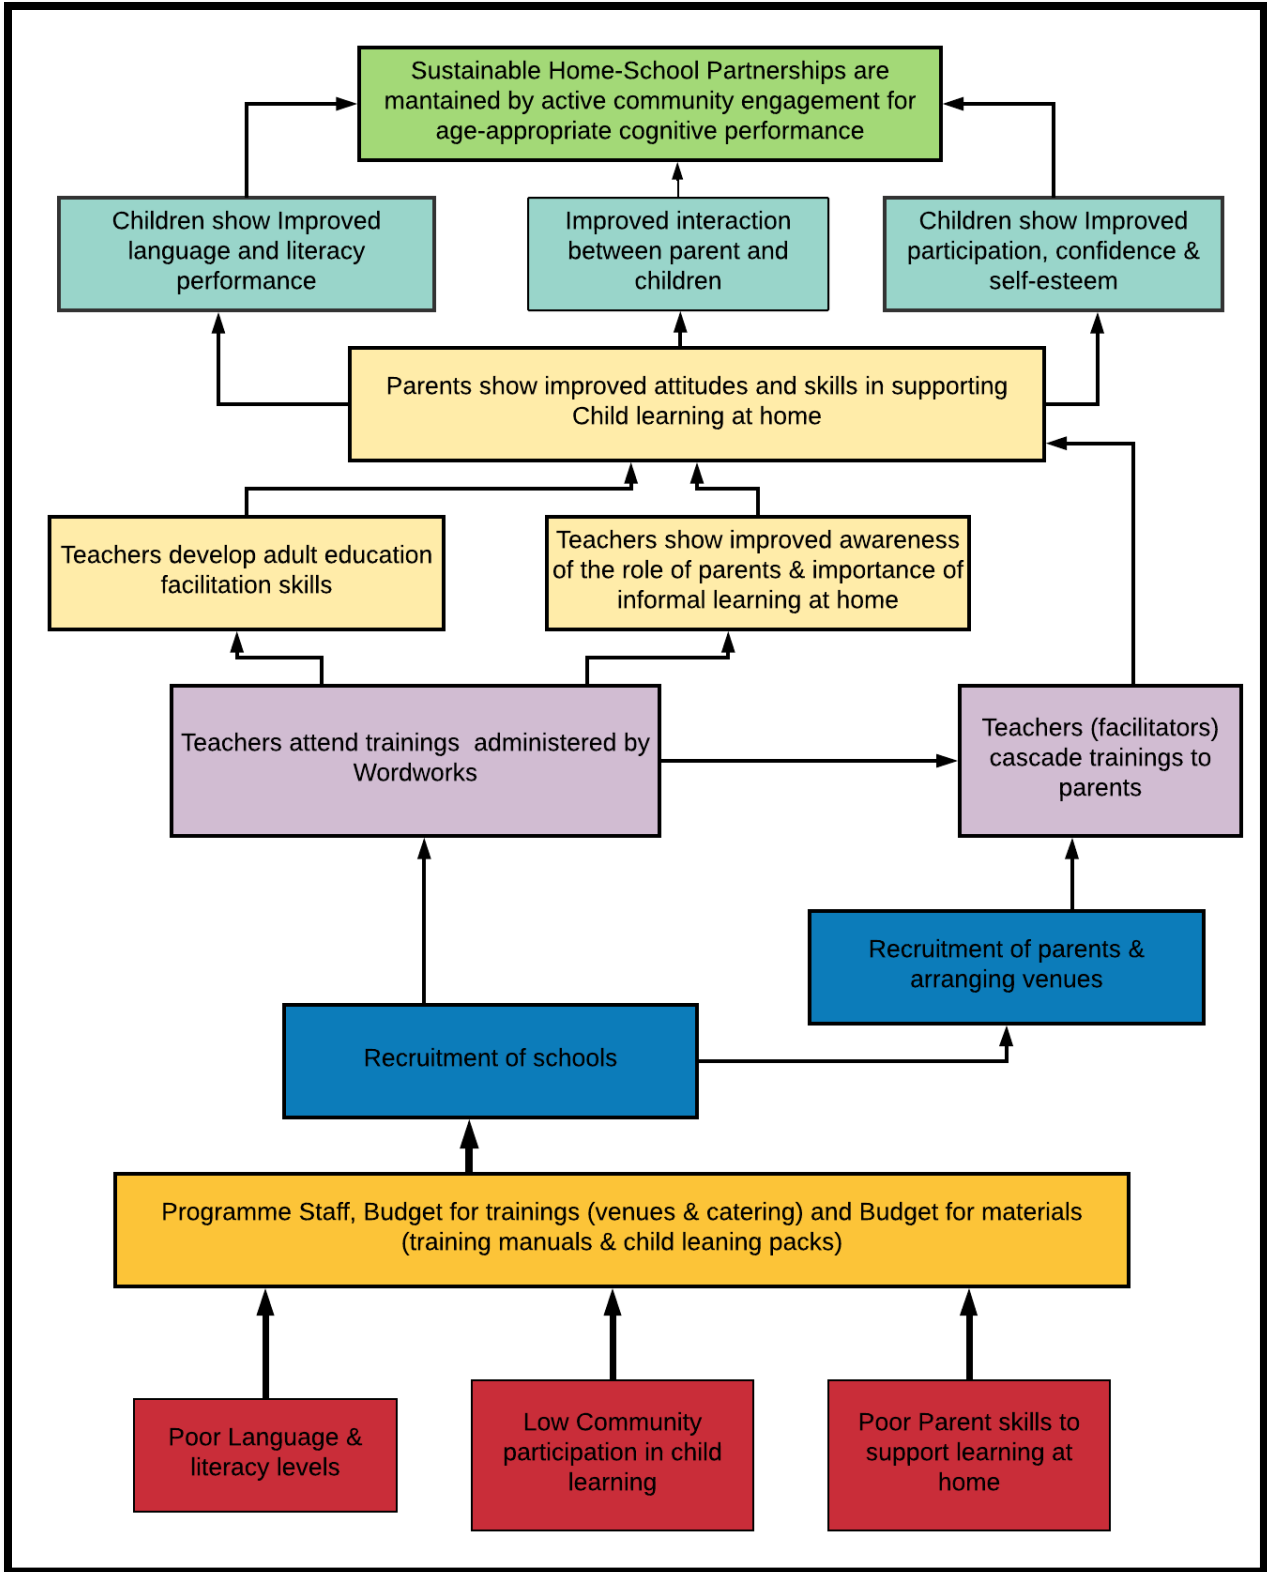 Sustainable Home-School Partnerships are
mantained by active community engagement for
age-appropriate cognitive performance
Children show Improved
language and literacy
performance
Improved interaction
between parent and
children
Children show Improved
participation, confidence &
self-esteem
Parents show improved attitudes and skills in supporting
Child learning at home
Teachers develop adult education
facilitation skills
Teachers show improved awareness
of the role of parents & importance of
informal learning at home
Teachers attend trainings  administered by
Wordworks
Teachers (facilitators)
cascade trainings to
parents
Recruitment of parents &
arranging venues
Recruitment of schools
Programme Staff, Budget for trainings (venues & catering) and Budget for materials
(training manuals & child leaning packs)
Poor Language &
literacy levels
Low Community
participation in child
learning
Poor Parent skills to
support learning at
home